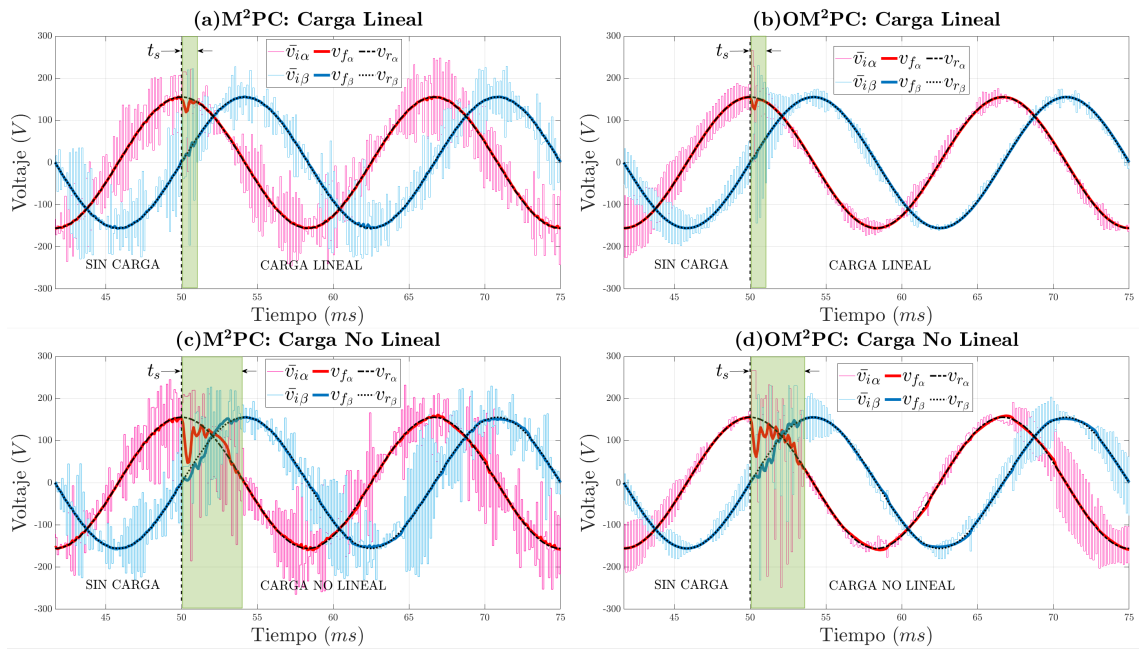 (a)M²PC: Carga Lineal
300
200
100
0
-100
-200
-300
Voltaje (V)
t_s
v̄_iα v_fα v_rα
v̄_iβ v_fβ v_rβ
SIN CARGA
CARGA LINEAL
45 50 55 60 65 70 75
Tiempo (ms)
(b)OM²PC: Carga Lineal
300
200
100
0
-100
-200
-300
Voltaje (V)
t_s
v̄_iα v_fα v_rα
v̄_iβ v_fβ v_rβ
SIN CARGA
CARGA LINEAL
45 50 55 60 65 70 75
Tiempo (ms)
(c)M²PC: Carga No Lineal
300
200
100
0
-100
-200
-300
Voltaje (V)
t_s
v̄_iα v_fα v_rα
v̄_iβ v_fβ v_rβ
SIN CARGA
CARGA NO LINEAL
45 50 55 60 65 70 75
Tiempo (ms)
(d)OM²PC: Carga No Lineal
300
200
100
0
-100
-200
-300
Voltaje (V)
t_s
v̄_iα v_fα v_rα
v̄_iβ v_fβ v_rβ
SIN CARGA
CARGA NO LINEAL
45 50 55 60 65 70 75
Tiempo (ms)